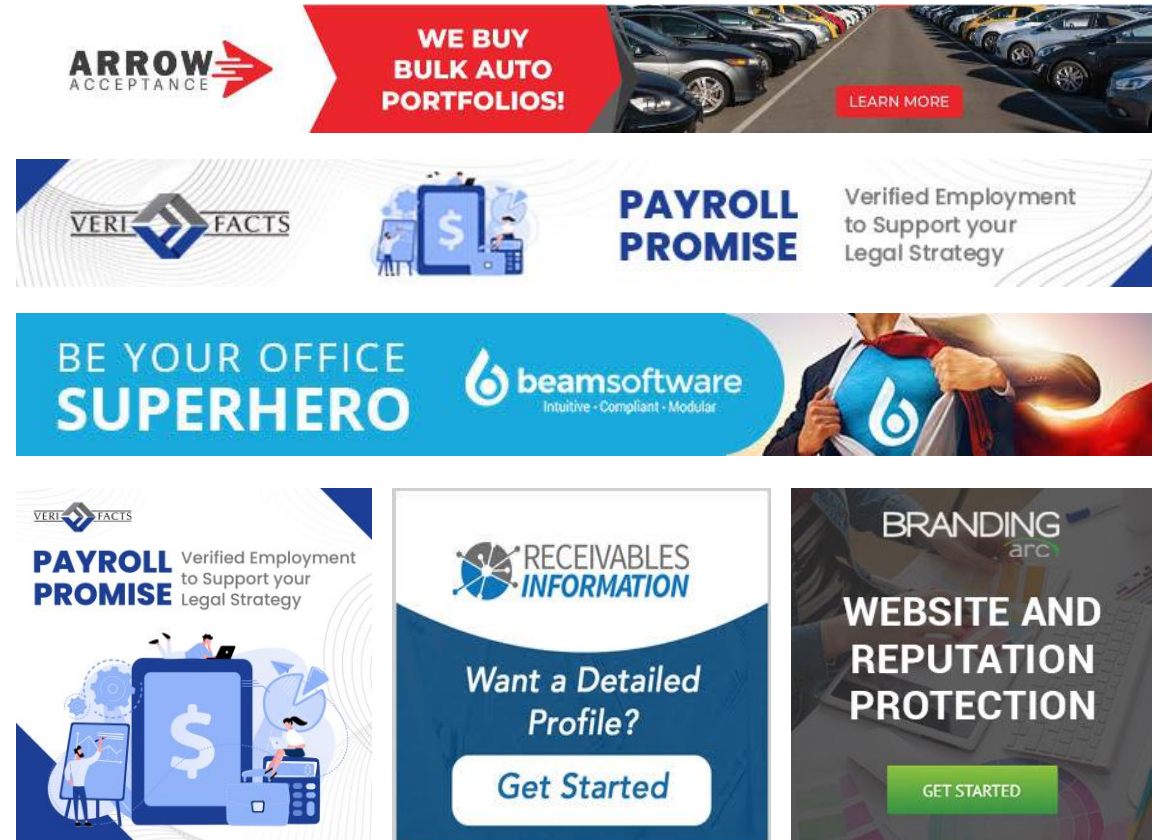 ARROW
ACCEPTANCE
WE BUY
BULK AUTO
PORTFOLIOS!
LEARN MORE
VERI FACTS
PAYROLL
PROMISE
Verified Employment
to Support your
Legal Strategy
BE YOUR OFFICE
SUPERHERO
beamsoftware
Intuitive - Compliant - Modular
VERI FACTS
PAYROLL
PROMISE
Verified Employment
to Support your
Legal Strategy
RECEIVABLES
INFORMATION
Want a Detailed
Profile?
Get Started
BRANDING
arc
WEBSITE AND
REPUTATION
PROTECTION
GET STARTED